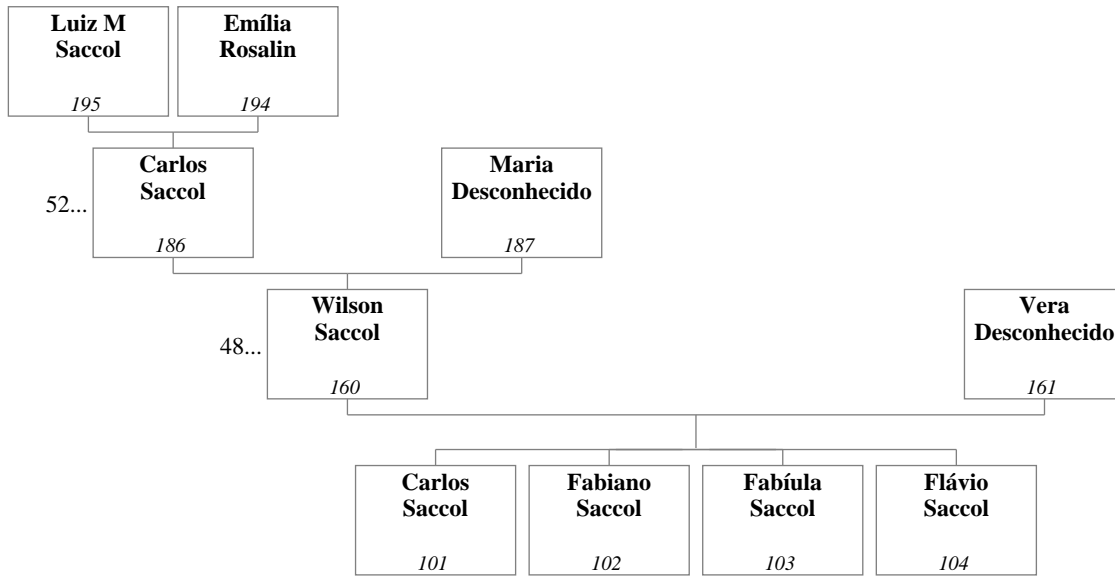 Luiz M
Saccol
195
Emília
Rosalin
194
52...
Carlos
Saccol
186
Maria
Desconhecido
187
48...
Wilson
Saccol
160
Vera
Desconhecido
161
Carlos
Saccol
101
Fabiano
Saccol
102
Fabíula
Saccol
103
Flávio
Saccol
104